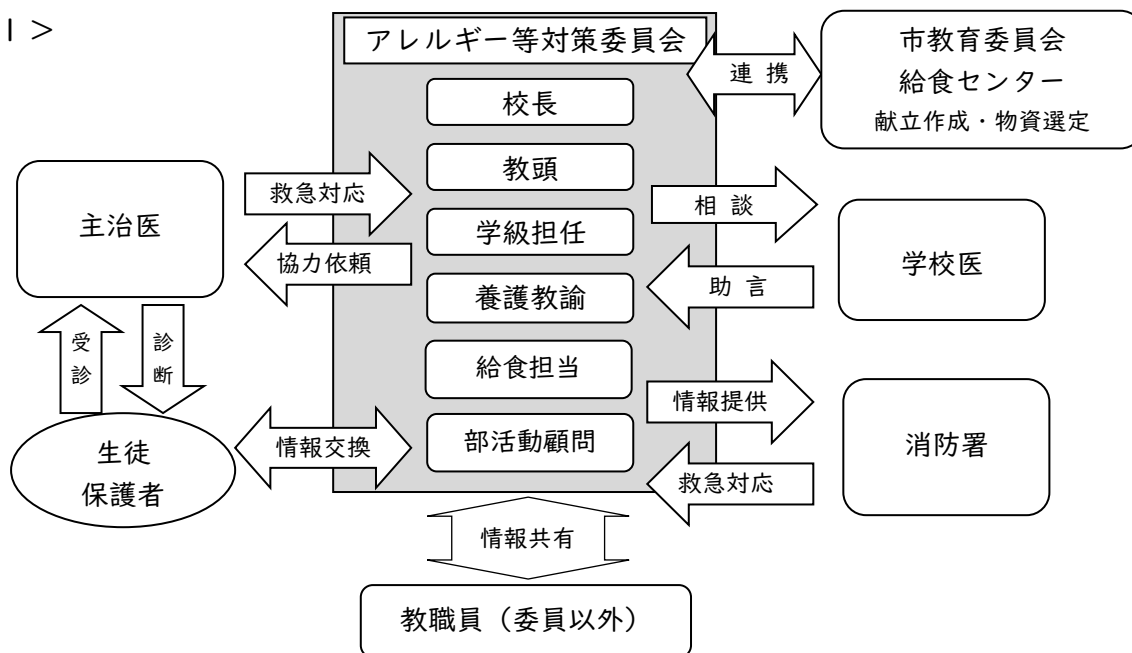 １＞
アレルギー等対策委員会
校長
教頭
学級担任
養護教諭
給食担当
部活動顧問
連 携
市教育委員会
給食センター
献立作成・物資選定
主治医
救急対応
協力依頼
相 談
助 言
学校医
受診
診断
生徒
保護者
情報交換
情報提供
救急対応
消防署
情報共有
教職員（委員以外）